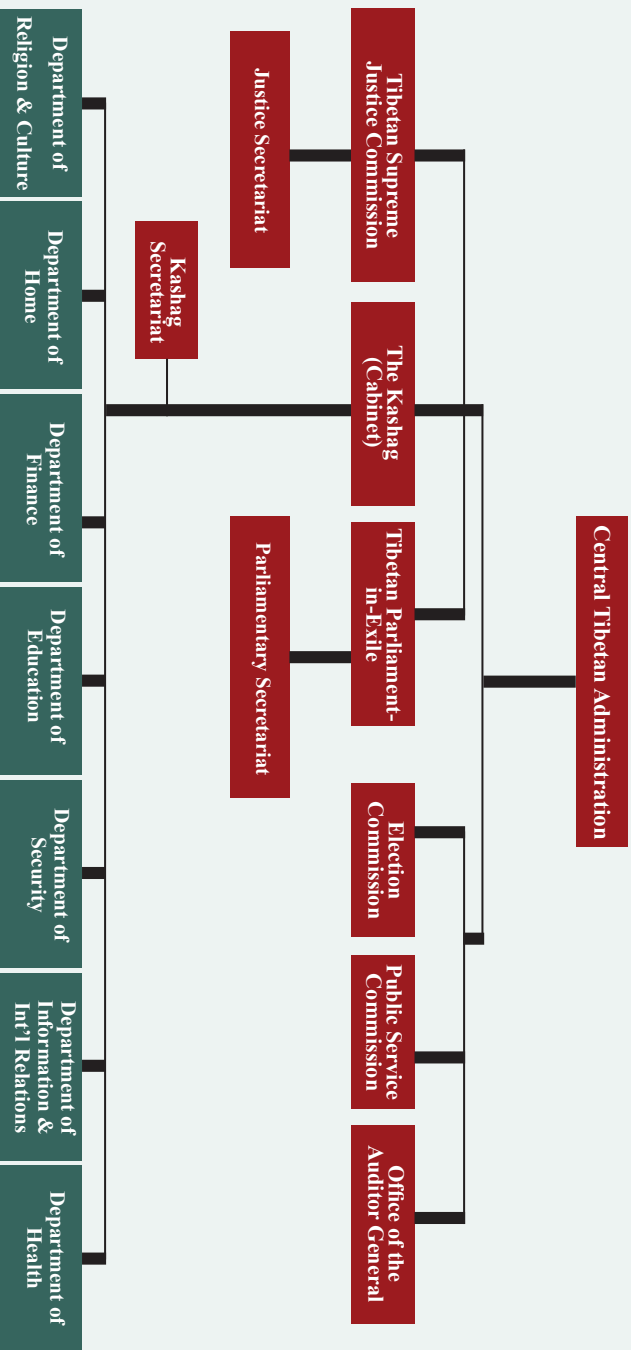 Central Tibetan Administration
Tibetan Supreme
Justice Commission
The Kashag
(Cabinet)
Tibetan Parliament-
in-Exile
Election
Commission
Public Service
Commission
Office of the
Auditor General
Justice Secretariat
Parliamentary Secretariat
Kashag
Secretariat
Department of
Religion & Culture
Department of
Home
Department of
Finance
Department of
Education
Department of
Security
Department of
Information &
Int'l Relations
Department of
Health